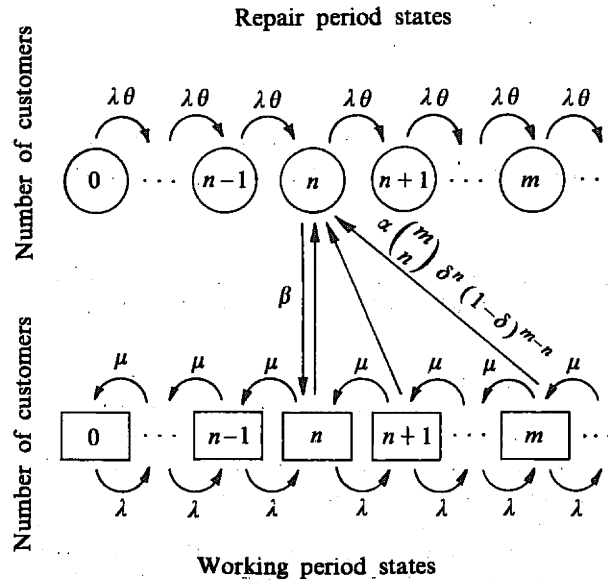 Repair period states
Number of customers
λθ λθ λθ λθ λθ λθ λθ
0 ... n−1 n n+1 ... m ...
α(m n) δⁿ (1−δ)ᵐ⁻ⁿ
β
Number of customers
μ μ μ μ μ μ μ
0 ... n−1 n n+1 ... m ...
λ λ λ λ λ λ λ
Working period states